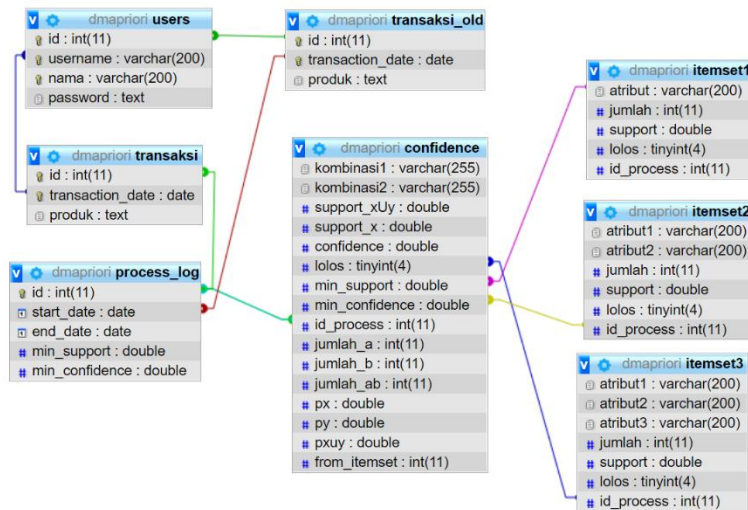 dmapriori users
id : int(11)
username : varchar(200)
nama : varchar(200)
password : text
dmapriori transaksi_old
id : int(11)
transaction_date : date
produk : text
dmapriori transaksi
id : int(11)
transaction_date : date
produk : text
dmapriori process_log
id : int(11)
start_date : date
end_date : date
min_support : double
min_confidence : double
dmapriori confidence
kombinasi1 : varchar(255)
kombinasi2 : varchar(255)
support_xUy : double
support_x : double
confidence : double
lolos : tinyint(4)
min_support : double
min_confidence : double
id_process : int(11)
jumlah_a : int(11)
jumlah_b : int(11)
jumlah_ab : int(11)
px : double
py : double
pxuy : double
from_itemset : int(11)
dmapriori itemset1
atribut : varchar(200)
jumlah : int(11)
support : double
lolos : tinyint(4)
id_process : int(11)
dmapriori itemset2
atribut1 : varchar(200)
atribut2 : varchar(200)
jumlah : int(11)
support : double
lolos : tinyint(4)
id_process : int(11)
dmapriori itemset3
atribut1 : varchar(200)
atribut2 : varchar(200)
atribut3 : varchar(200)
jumlah : int(11)
support : double
lolos : tinyint(4)
id_process : int(11)